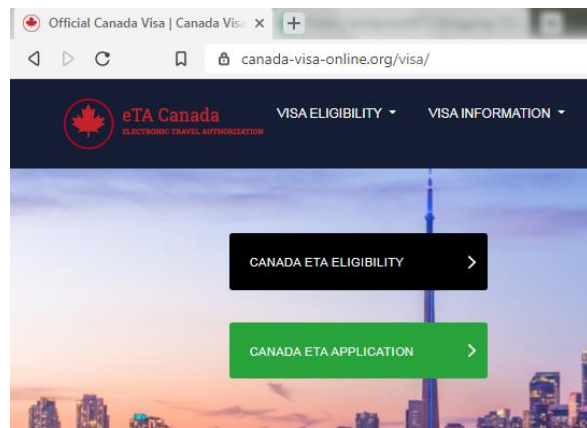 Official Canada Visa | Canada Vis
canada-visa-online.org/visa/
eTA Canada
ELECTRONIC TRAVEL AUTHORIZATION
VISA ELIGIBILITY
VISA INFORMATION
CANADA ETA ELIGIBILITY
CANADA ETA APPLICATION